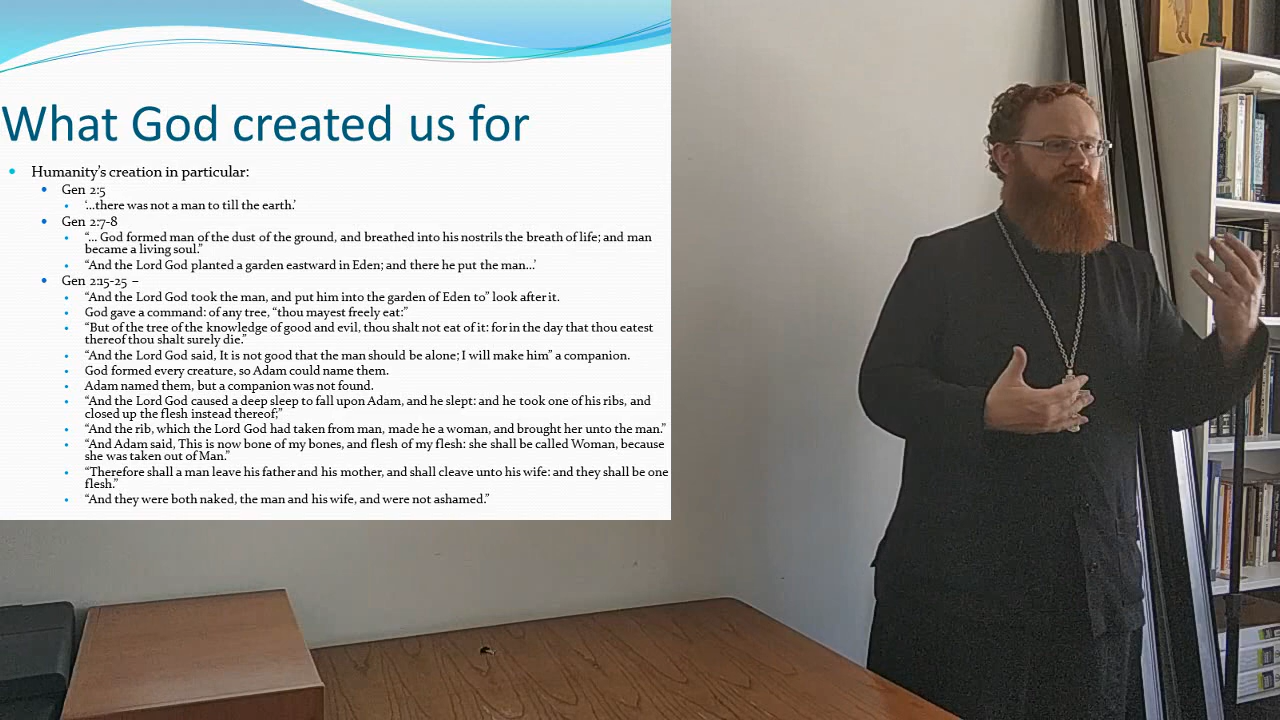 What God created us for
Humanity's creation in particular:
Gen 2:5
'...there was not a man to till the earth.'
Gen 2:7-8
"... God formed man of the dust of the ground, and breathed into his nostrils the breath of life; and man
became a living soul."
"And the Lord God planted a garden eastward in Eden; and there he put the man..."
Gen 2:15-25 –
"And the Lord God took the man, and put him into the garden of Eden to" look after it.
God gave a command: of any tree, "thou mayest freely eat:"
"But of the tree of the knowledge of good and evil, thou shalt not eat of it: for in the day that thou eatest
thereof thou shalt surely die."
"And the Lord God said, It is not good that the man should be alone; I will make him" a companion.
God formed every creature, so Adam could name them.
Adam named them, but a companion was not found.
"And the Lord God caused a deep sleep to fall upon Adam, and he slept: and he took one of his ribs, and
closed up the flesh instead thereof;"
"And the rib, which the Lord God had taken from man, made he a woman, and brought her unto the man."
"And Adam said, This is now bone of my bones, and flesh of my flesh: she shall be called Woman, because
she was taken out of Man."
"Therefore shall a man leave his father and his mother, and shall cleave unto his wife: and they shall be one
flesh."
"And they were both naked, the man and his wife, and were not ashamed."